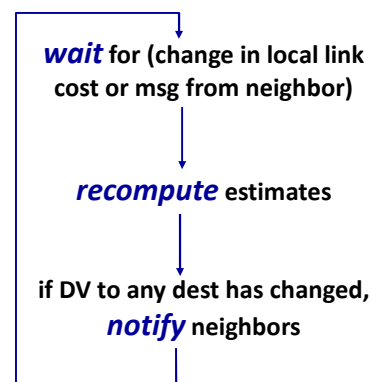 wait for (change in local link
cost or msg from neighbor)
recompute estimates
if DV to any dest has changed,
notify neighbors